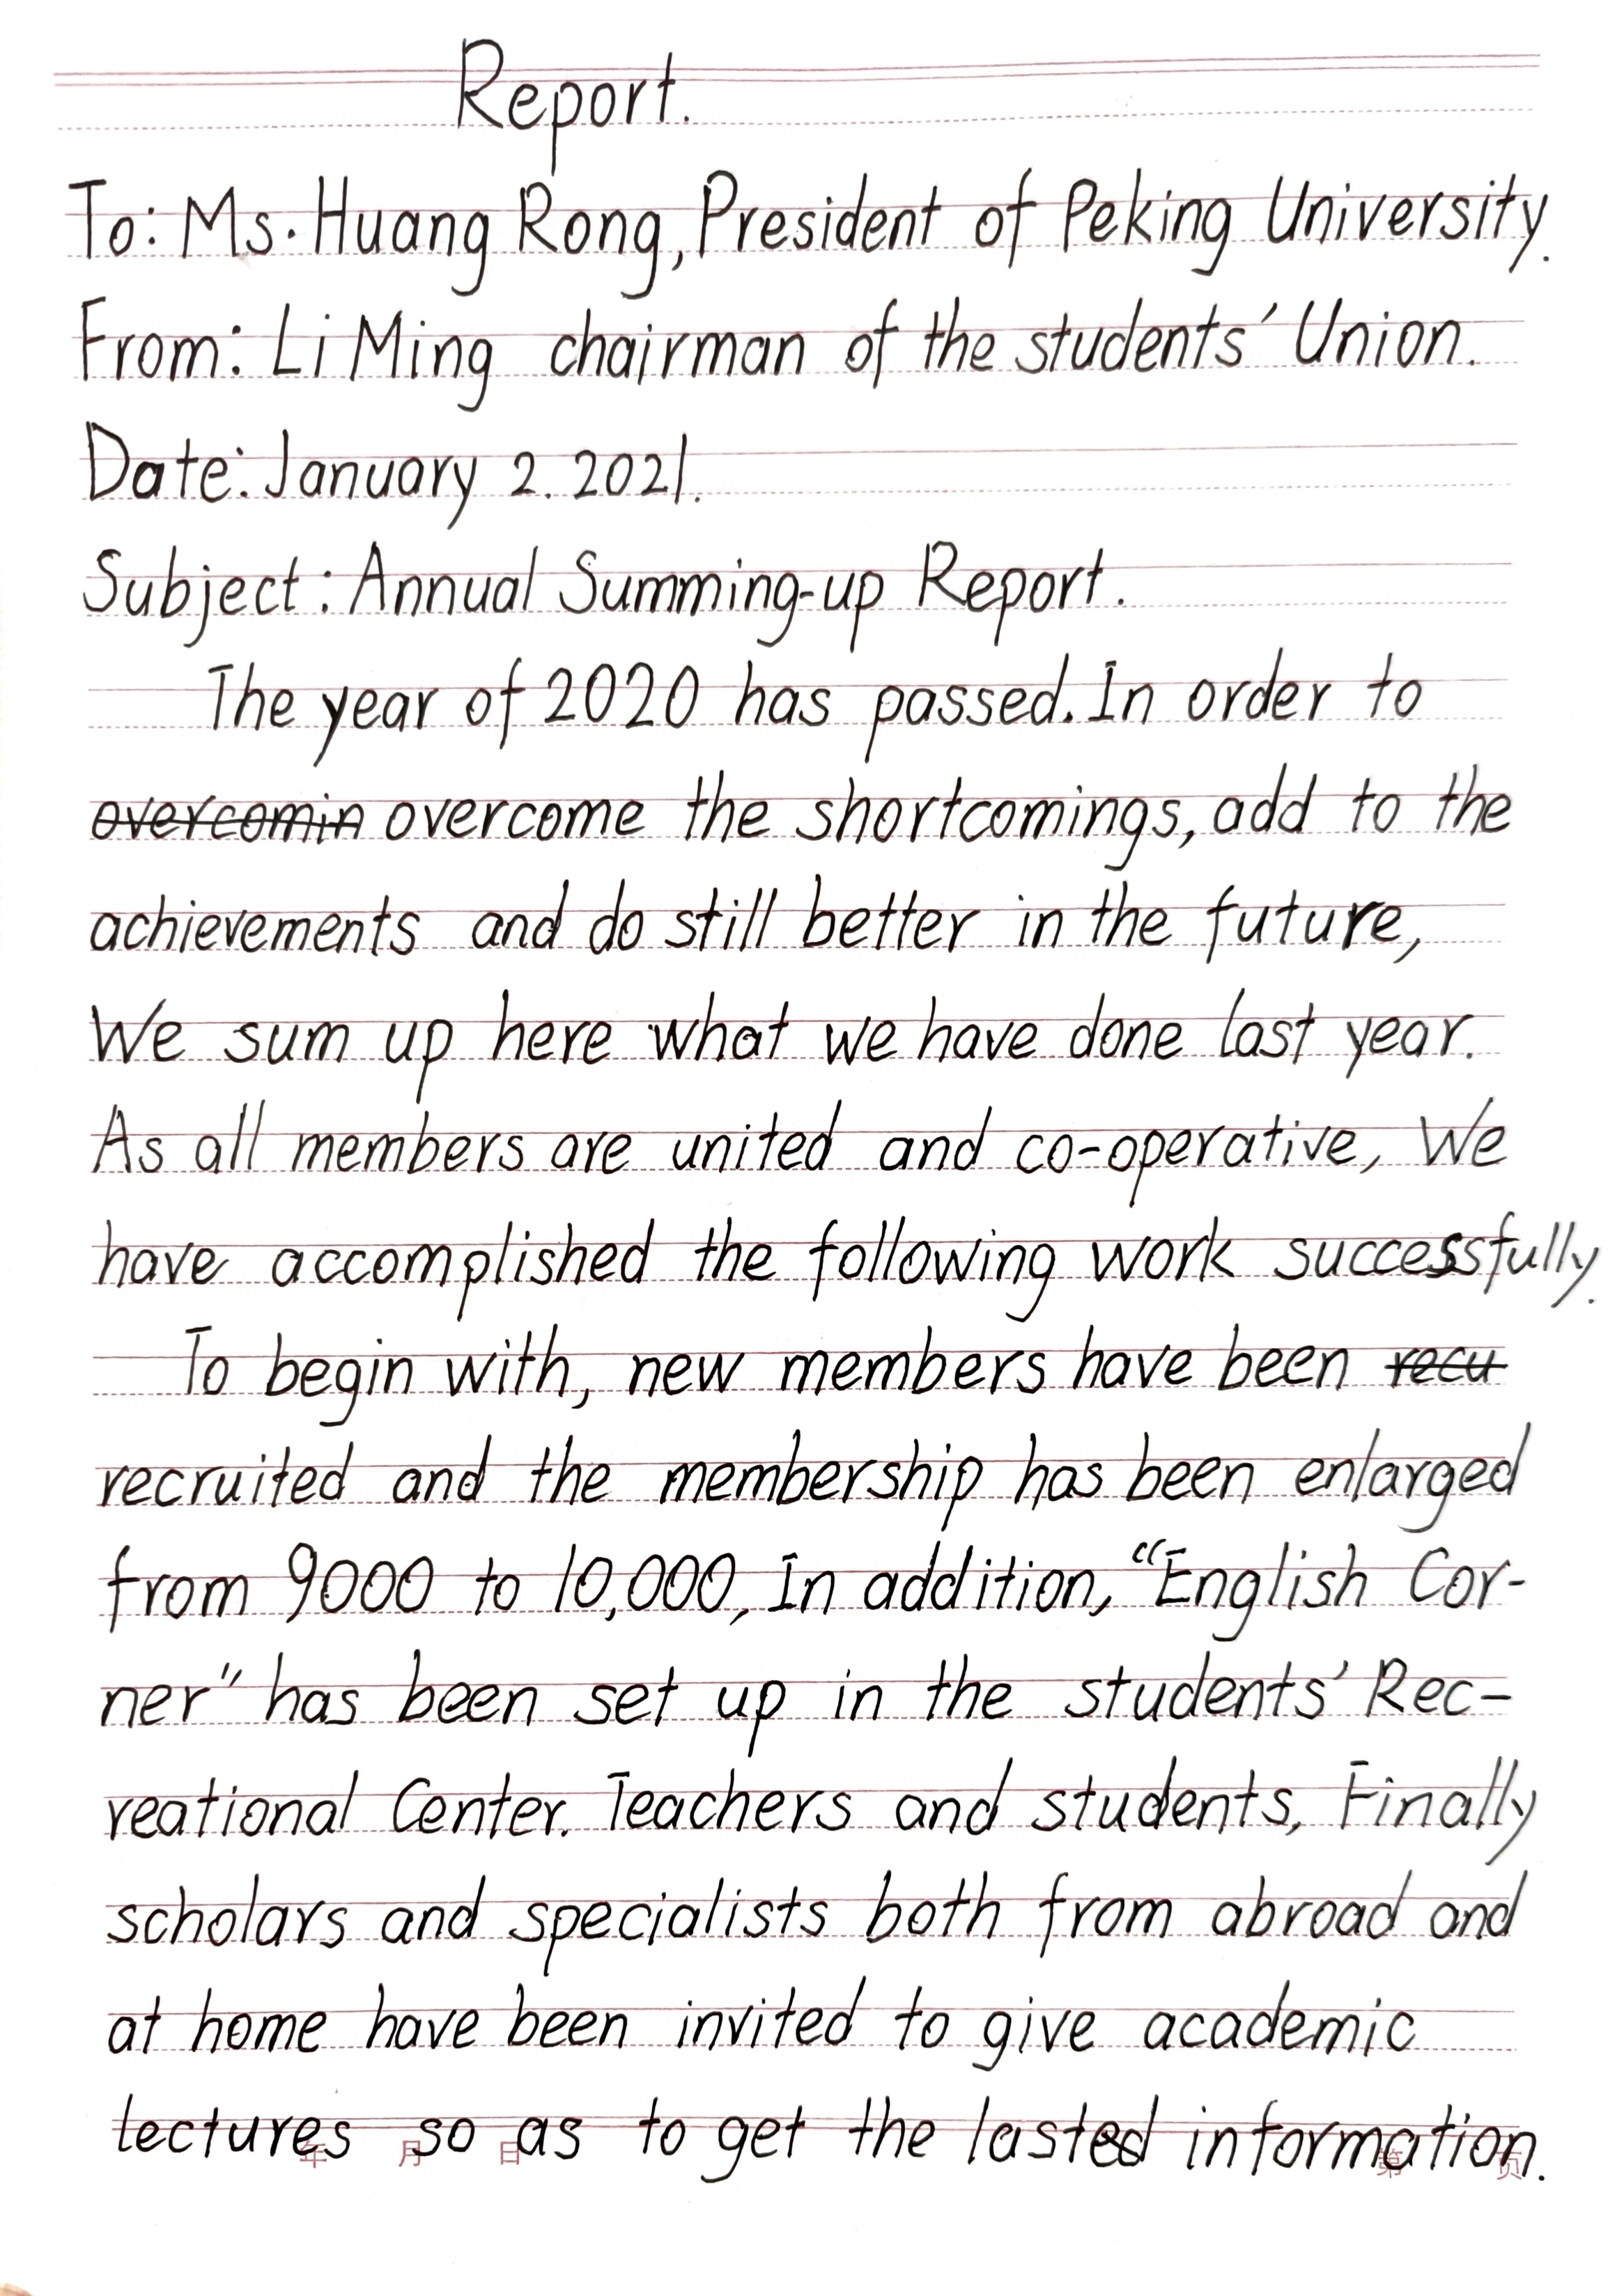 Report.
To: Ms. Huang Rong, President of Peking University.
From: Li Ming chairman of the students' Union.
Date: January 2. 2021.
Subject: Annual Summing-up Report.
The year of 2020 has passed. In order to
overcomin overcome the shortcomings, add to the
achievements and do still better in the future,
We sum up here what we have done last year.
As all members are united and co-operative, We
have accomplished the following work successfully.
To begin with, new members have been recu
recruited and the membership has been enlarged
from 9000 to 10,000, In addition, "English Cor-
ner" has been set up in the students' Rec-
reational Center. Teachers and students, Finally
scholars and specialists both from abroad and
at home have been invited to give academic
lectures so as to get the lasted information.
年 月 日 第 页